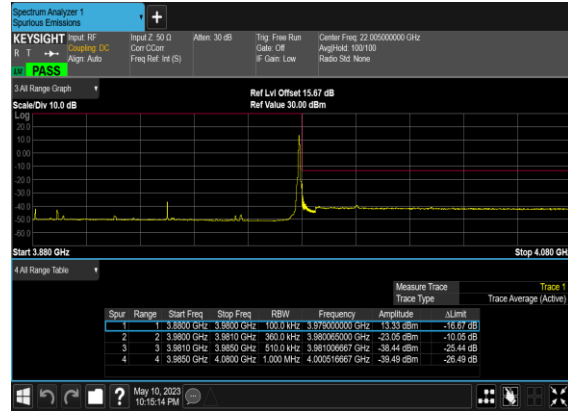 Spectrum Analyzer 1
Spurious Emissions
KEYSIGHT Input: RF Input Z: 50 Ω Atten: 30 dB Trig: Free Run Center Freq: 22.005000000 GHz
R T Coupling: DC Corr CCorr Gate: Off Avg|Hold: 100/100
Align: Auto Freq Ref: Int (S) IF Gain: Low Radio Std: None
PASS
3 All Range Graph
Ref Lvl Offset 15.67 dB
Scale/Div 10.0 dB Ref Value 30.00 dBm
Log
20.0
10.0
0.00
-10.0
-20.0
-30.0
-40.0
-50.0
-60.0
Start 3.880 GHz Stop 4.080 GH
4 All Range Table
Measure Trace Trace 1
Trace Type Trace Average (Active)
Spur Range Start Freq Stop Freq RBW Frequency Amplitude ΔLimit
1 1 3.8800 GHz 3.9800 GHz 100.0 kHz 3.979000000 GHz 13.33 dBm -16.67 dB
2 2 3.9800 GHz 3.9810 GHz 360.0 kHz 3.980065000 GHz -23.05 dBm -10.05 dB
3 3 3.9810 GHz 3.9850 GHz 510.0 kHz 3.981006667 GHz -38.44 dBm -25.44 dB
4 4 3.9850 GHz 4.0800 GHz 1.000 MHz 4.000516667 GHz -39.49 dBm -26.49 dB
May 10, 2023
10:15:14 PM